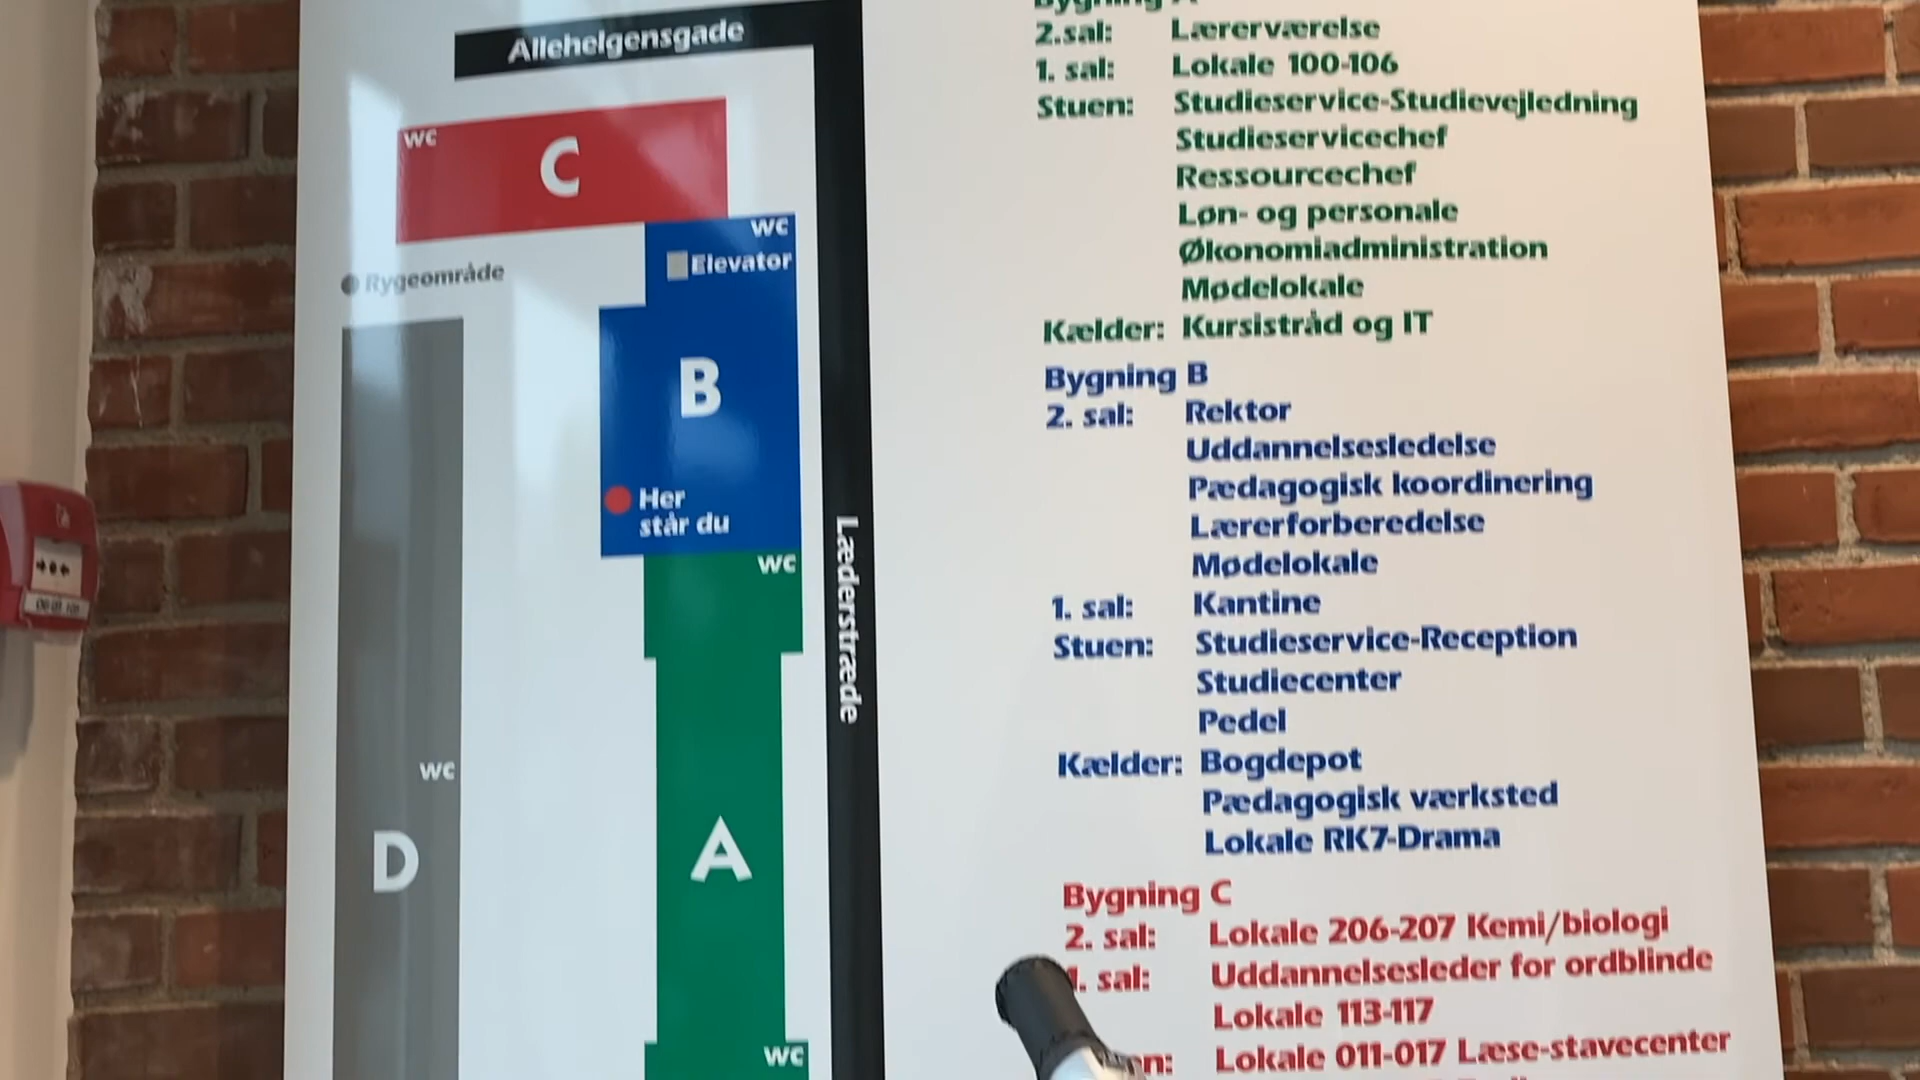 Allehelgensgade
wc
C
wc
Elevator
Rygeområde
B
Her
står du
wc
Læderstræde
wc
D
A
wc
2.sal: Lærerværelse
1. sal: Lokale 100-106
Stuen: Studieservice-Studievejledning
Studieservicechef
Ressourcechef
Løn- og personale
Økonomiadministration
Mødelokale
Kælder: Kursistråd og IT
Bygning B
2. sal: Rektor
Uddannelsesledelse
Pædagogisk koordinering
Lærerforberedelse
Mødelokale
1. sal: Kantine
Stuen: Studieservice-Reception
Studiecenter
Pedel
Kælder: Bogdepot
Pædagogisk værksted
Lokale RK7-Drama
Bygning C
2. sal: Lokale 206-207 Kemi/biologi
1. sal: Uddannelsesleder for ordblinde
Lokale 113-117
en: Lokale 011-017 Læse-stavecenter